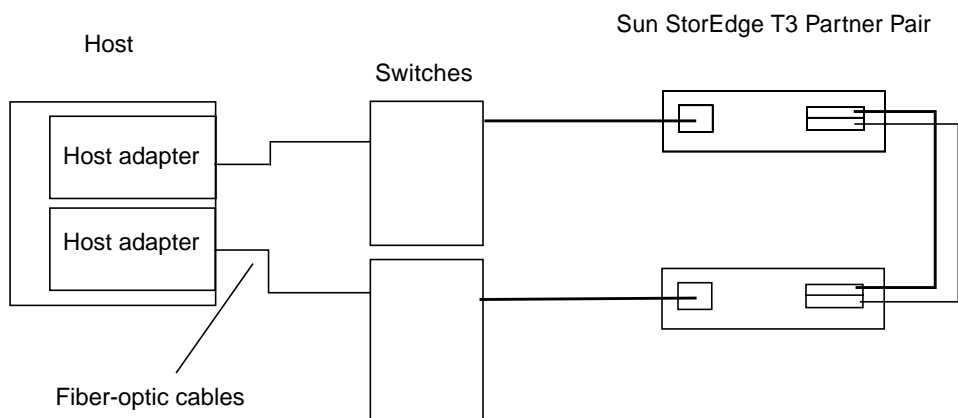 Sun StorEdge T3 Partner Pair
Host
Switches
Host adapter
Host adapter
Fiber-optic cables